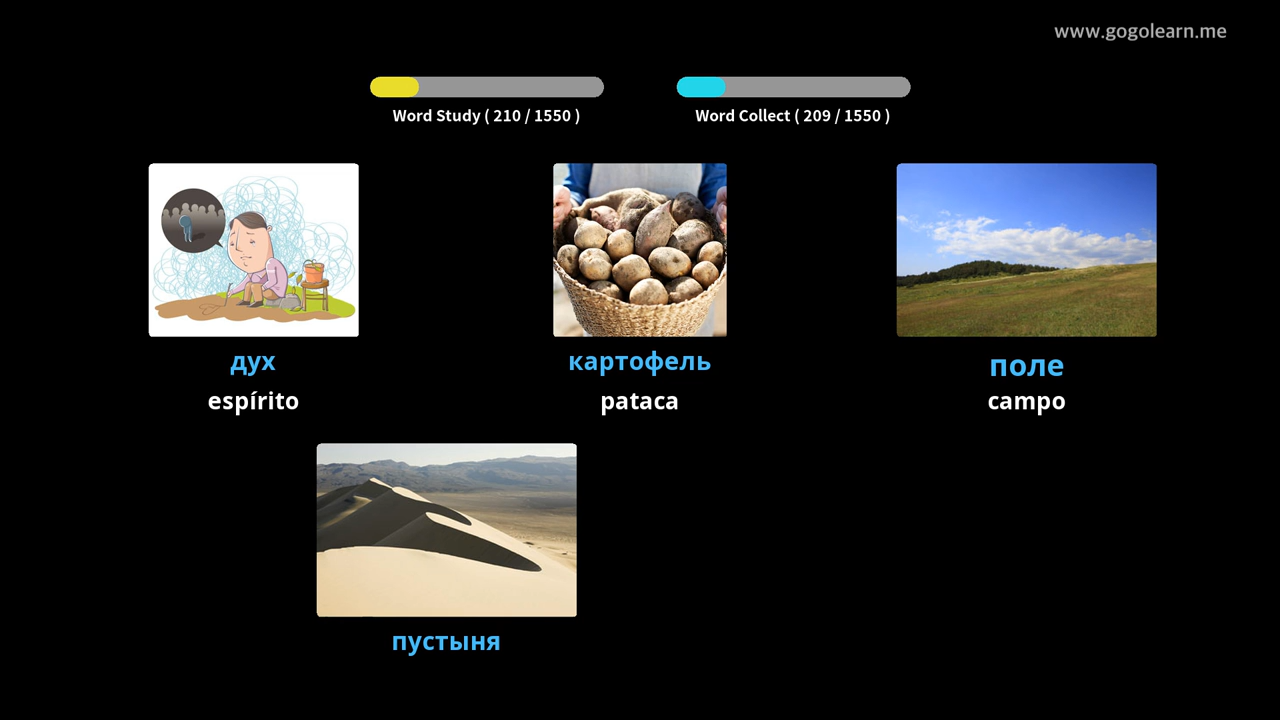 www.gogolearn.me
Word Study ( 210 / 1550 )
Word Collect ( 209 / 1550 )
дух
картофель
поле
espírito
pataca
campo
пустыня